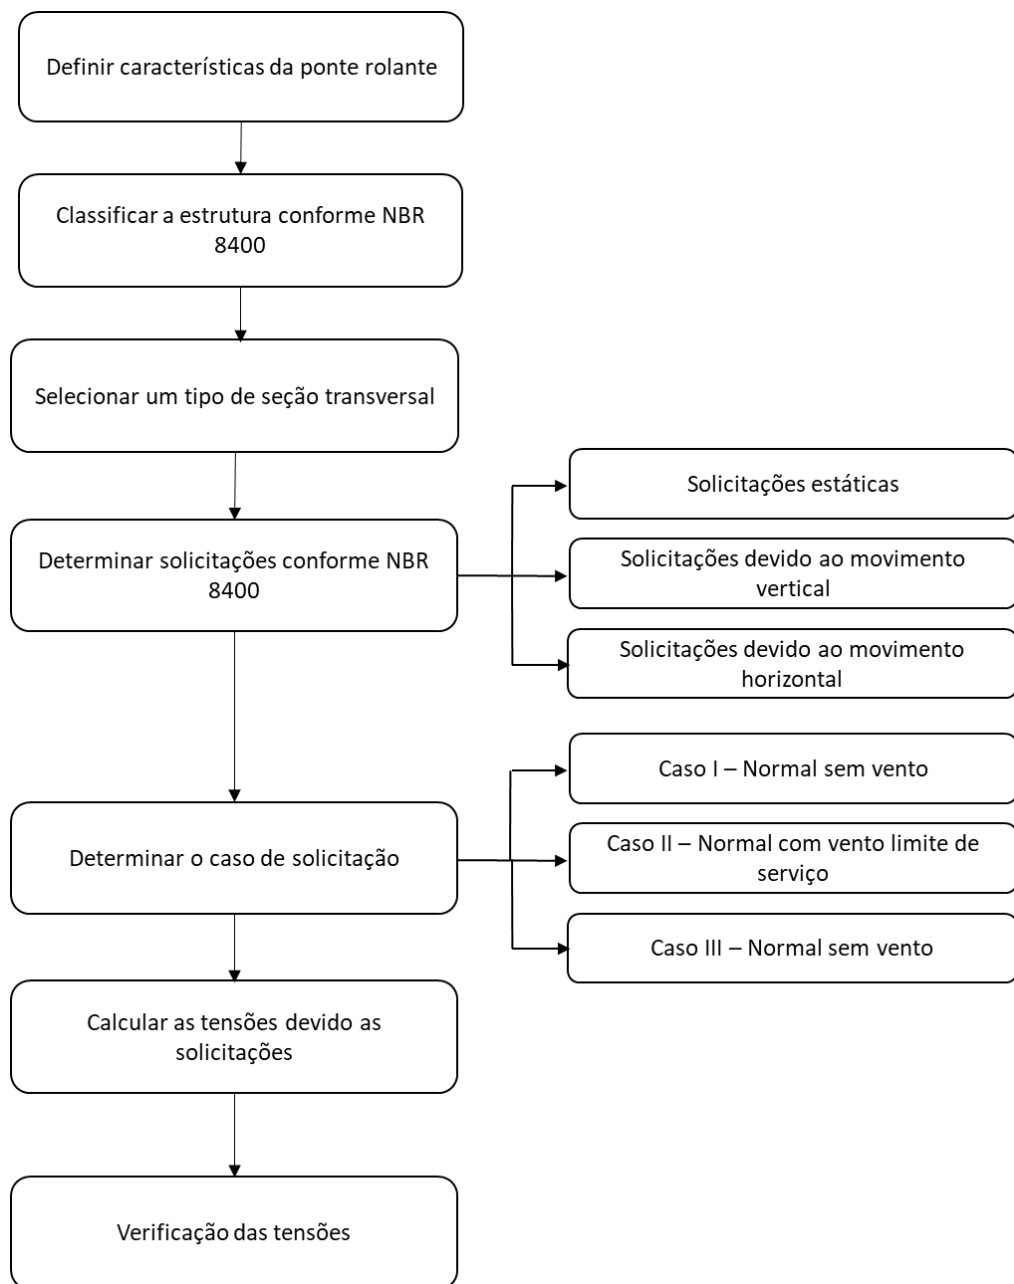 Definir características da ponte rolante
Classificar a estrutura conforme NBR
8400
Selecionar um tipo de seção transversal
Determinar solicitações conforme NBR
8400
Solicitações estáticas
Solicitações devido ao movimento
vertical
Solicitações devido ao movimento
horizontal
Determinar o caso de solicitação
Caso I – Normal sem vento
Caso II – Normal com vento limite de
serviço
Caso III – Normal sem vento
Calcular as tensões devido as
solicitações
Verificação das tensões